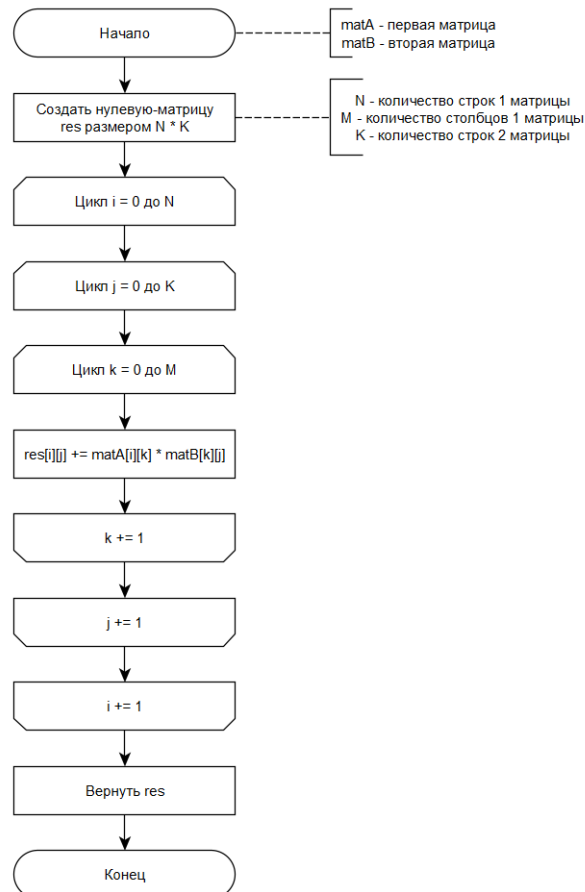 Начало
matA - первая матрица
matB - вторая матрица
Создать нулевую-матрицу
res размером N * K
N - количество строк 1 матрицы
M - количество столбцов 1 матрицы
K - количество строк 2 матрицы
Цикл i = 0 до N
Цикл j = 0 до K
Цикл k = 0 до M
res[i][j] += matA[i][k] * matB[k][j]
k += 1
j += 1
i += 1
Вернуть res
Конец